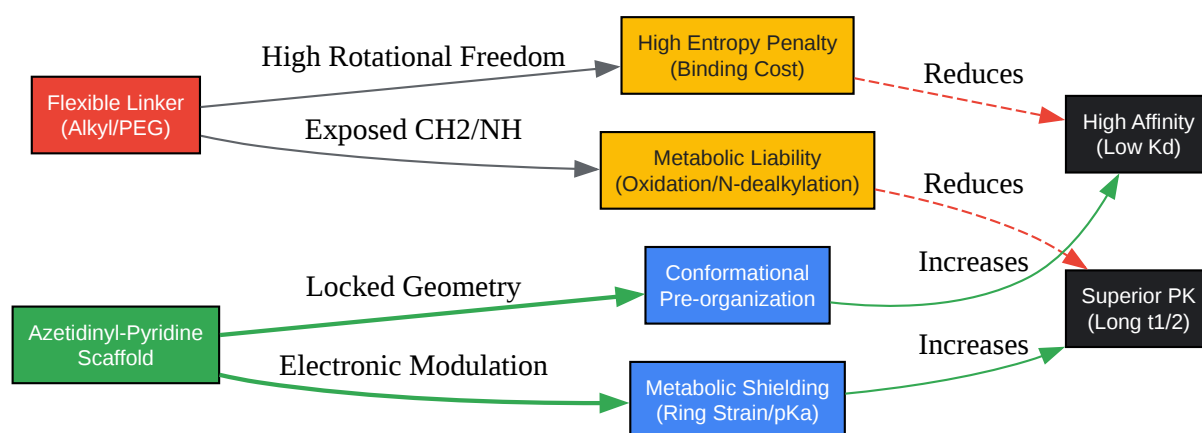 High Rotational Freedom
Exposed CH2/NH
Flexible Linker
(Alkyl/PEG)
High Entropy Penalty
(Binding Cost)
Metabolic Liability
(Oxidation/N-dealkylation)
Reduces
Reduces
High Affinity
(Low Kd)
Locked Geometry
Electronic Modulation
Azetidinyl-Pyridine
Scaffold
Conformational
Pre-organization
Metabolic Shielding
(Ring Strain/pKa)
Increases
Increases
Superior PK
(Long t1/2)